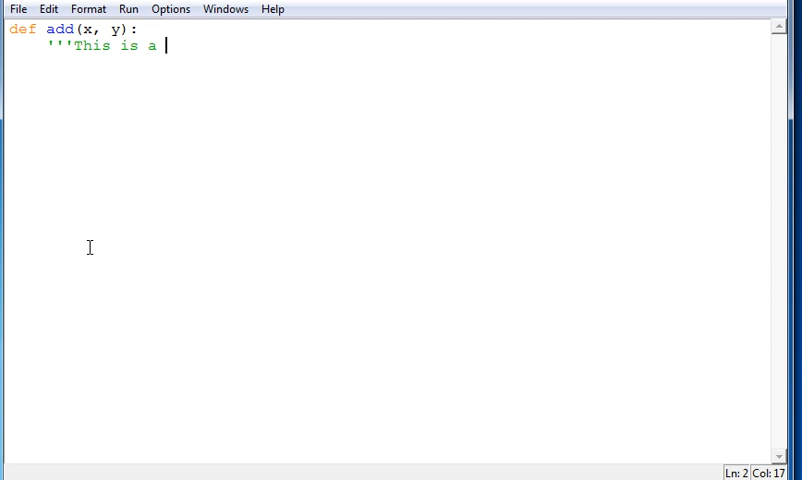 File Edit Format Run Options Windows Help
def add(x, y):
    '''This is a
Ln: 2 Col: 17